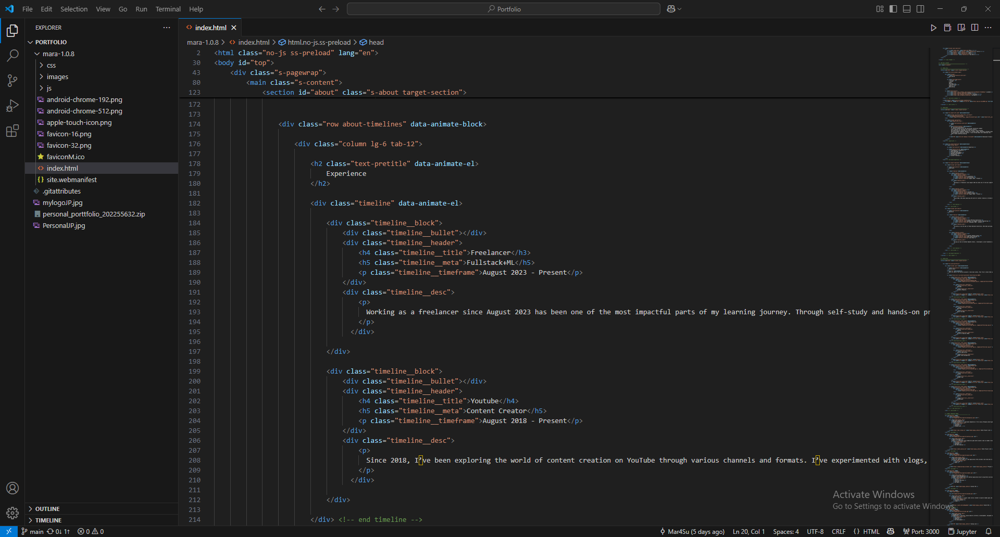 File Edit Selection View Go Run Terminal Help
Portfolio
EXPLORER
PORTFOLIO
mara-1.0.8
css
images
js
android-chrome-192.png
android-chrome-512.png
apple-touch-icon.png
favicon-16.png
favicon-32.png
faviconM.ico
index.html
site.webmanifest
.gitattributes
mylogoJP.jpg
personal_porttfolio_202255632.zip
PersonalJP.jpg
OUTLINE
TIMELINE
index.html
mara-1.0.8 > index.html > html.no-js.ss-preload > head
2 <html class="no-js ss-preload" lang="en">
30 <body id="top">
43 <div class="s-pagewrap">
80 <main class="s-content">
123 <section id="about" class="s-about target-section">
172
173
174 <div class="row about-timelines" data-animate-block>
175
176 <div class="column lg-6 tab-12">
177
178 <h2 class="text-pretitle" data-animate-el>
179 Experience
180 </h2>
181
182 <div class="timeline" data-animate-el>
183
184 <div class="timeline__block">
185 <div class="timeline__bullet"></div>
186 <div class="timeline__header">
187 <h4 class="timeline__title">Freelancer</h3>
188 <h5 class="timeline__meta">Fullstack+ML</h5>
189 <p class="timeline__timeframe">August 2023 - Present</p>
190 </div>
191 <div class="timeline__desc">
192 <p>
193 Working as a freelancer since August 2023 has been one of the most impactful parts of my learning journey. Through self-study and hands-on pr
194 </p>
195 </div>
196
197 </div>
198
199 <div class="timeline__block">
200 <div class="timeline__bullet"></div>
201 <div class="timeline__header">
202 <h4 class="timeline__title">Youtube</h4>
203 <h5 class="timeline__meta">Content Creator</h5>
204 <p class="timeline__timeframe">August 2018 - Present</p>
205 </div>
206 <div class="timeline__desc">
207 <p>
208 Since 2018, I’ve been exploring the world of content creation on YouTube through various channels and formats. I’ve experimented with vlogs,
209 </p>
210 </div>
211
212 </div>
213
214 </div> <!-- end timeline -->
Activate Windows
Go to Settings to activate Windows.
main 0↓ 1↑ 0 0 Mar4Su (5 days ago) Ln 20, Col 1 Spaces: 4 UTF-8 CRLF {} HTML Port: 3000 Jupyter